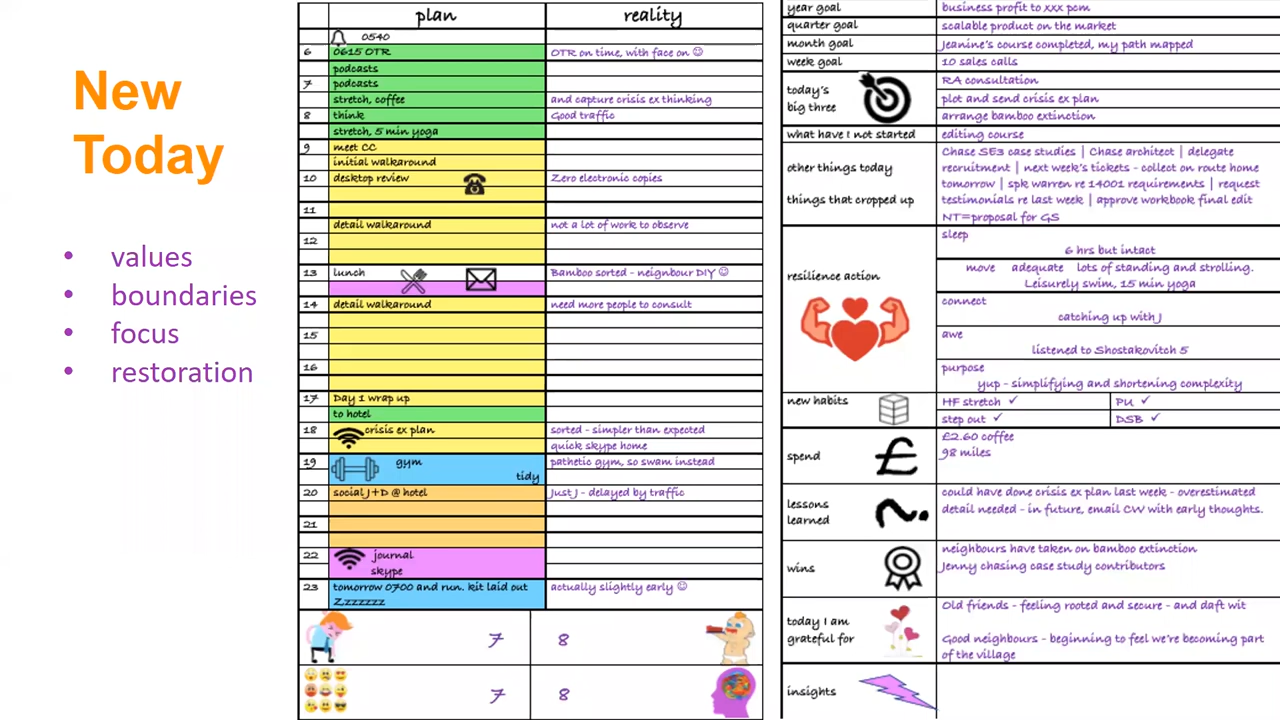 New
Today
• values
• boundaries
• focus
• restoration
plan reality
0540
6 0615 OTR OTR on time, with face on ☺
podcasts
7 podcasts
stretch, coffee and capture crisis ex thinking
8 think Good traffic
stretch, 5 min yoga
9 meet CC
initial walkaround
10 desktop review Zero electronic copies
11
detail walkaround not a lot of work to observe
12
13 lunch Bamboo sorted - neignbour DIY ☺
14 detail walkaround need more people to consult
15
16
17 Day 1 wrap up
to hotel
18 crisis ex plan sorted - simpler than expected
quick skype home
19 gym pathetic gym, so swam instead
tidy
20 social J+D @ hotel Just J - delayed by traffic
21
22 journal
skype
23 tomorrow 0700 and run. kit laid out actually slightly early ☺
Zzzzzzz
7 8
7 8
year goal business profit to xxx pcm
quarter goal scalable product on the market
month goal Jeanine's course completed, my path mapped
week goal 10 sales calls
today's
big three
RA consultation
plot and send crisis ex plan
arrange bamboo extinction
what have I not started editing course
other things today
things that cropped up
Chase SE3 case studies | Chase architect | delegate
recruitment | next week's tickets - collect on route home
tomorrow | spk warren re 14001 requirements | request
testimonials re last week | approve workbook final edit
NT=proposal for GS
resilience action
sleep
6 hrs but intact
move adequate lots of standing and strolling.
Leisurely swim, 15 min yoga
connect
catching up with J
awe
listened to Shostakovitch 5
purpose
yup - simplifying and shortening complexity
new habits HF stretch ✓ PU ✓
step out ✓ DSB ✓
spend £
£2.60 coffee
98 miles
lessons
learned
could have done crisis ex plan last week - overestimated
detail needed - in future, email CW with early thoughts.
wins
neighbours have taken on bamboo extinction
Jenny chasing case study contributors
today I am
grateful for
Old friends - feeling rooted and secure - and daft wit
Good neighbours - beginning to feel we're becoming part
of the village
insights